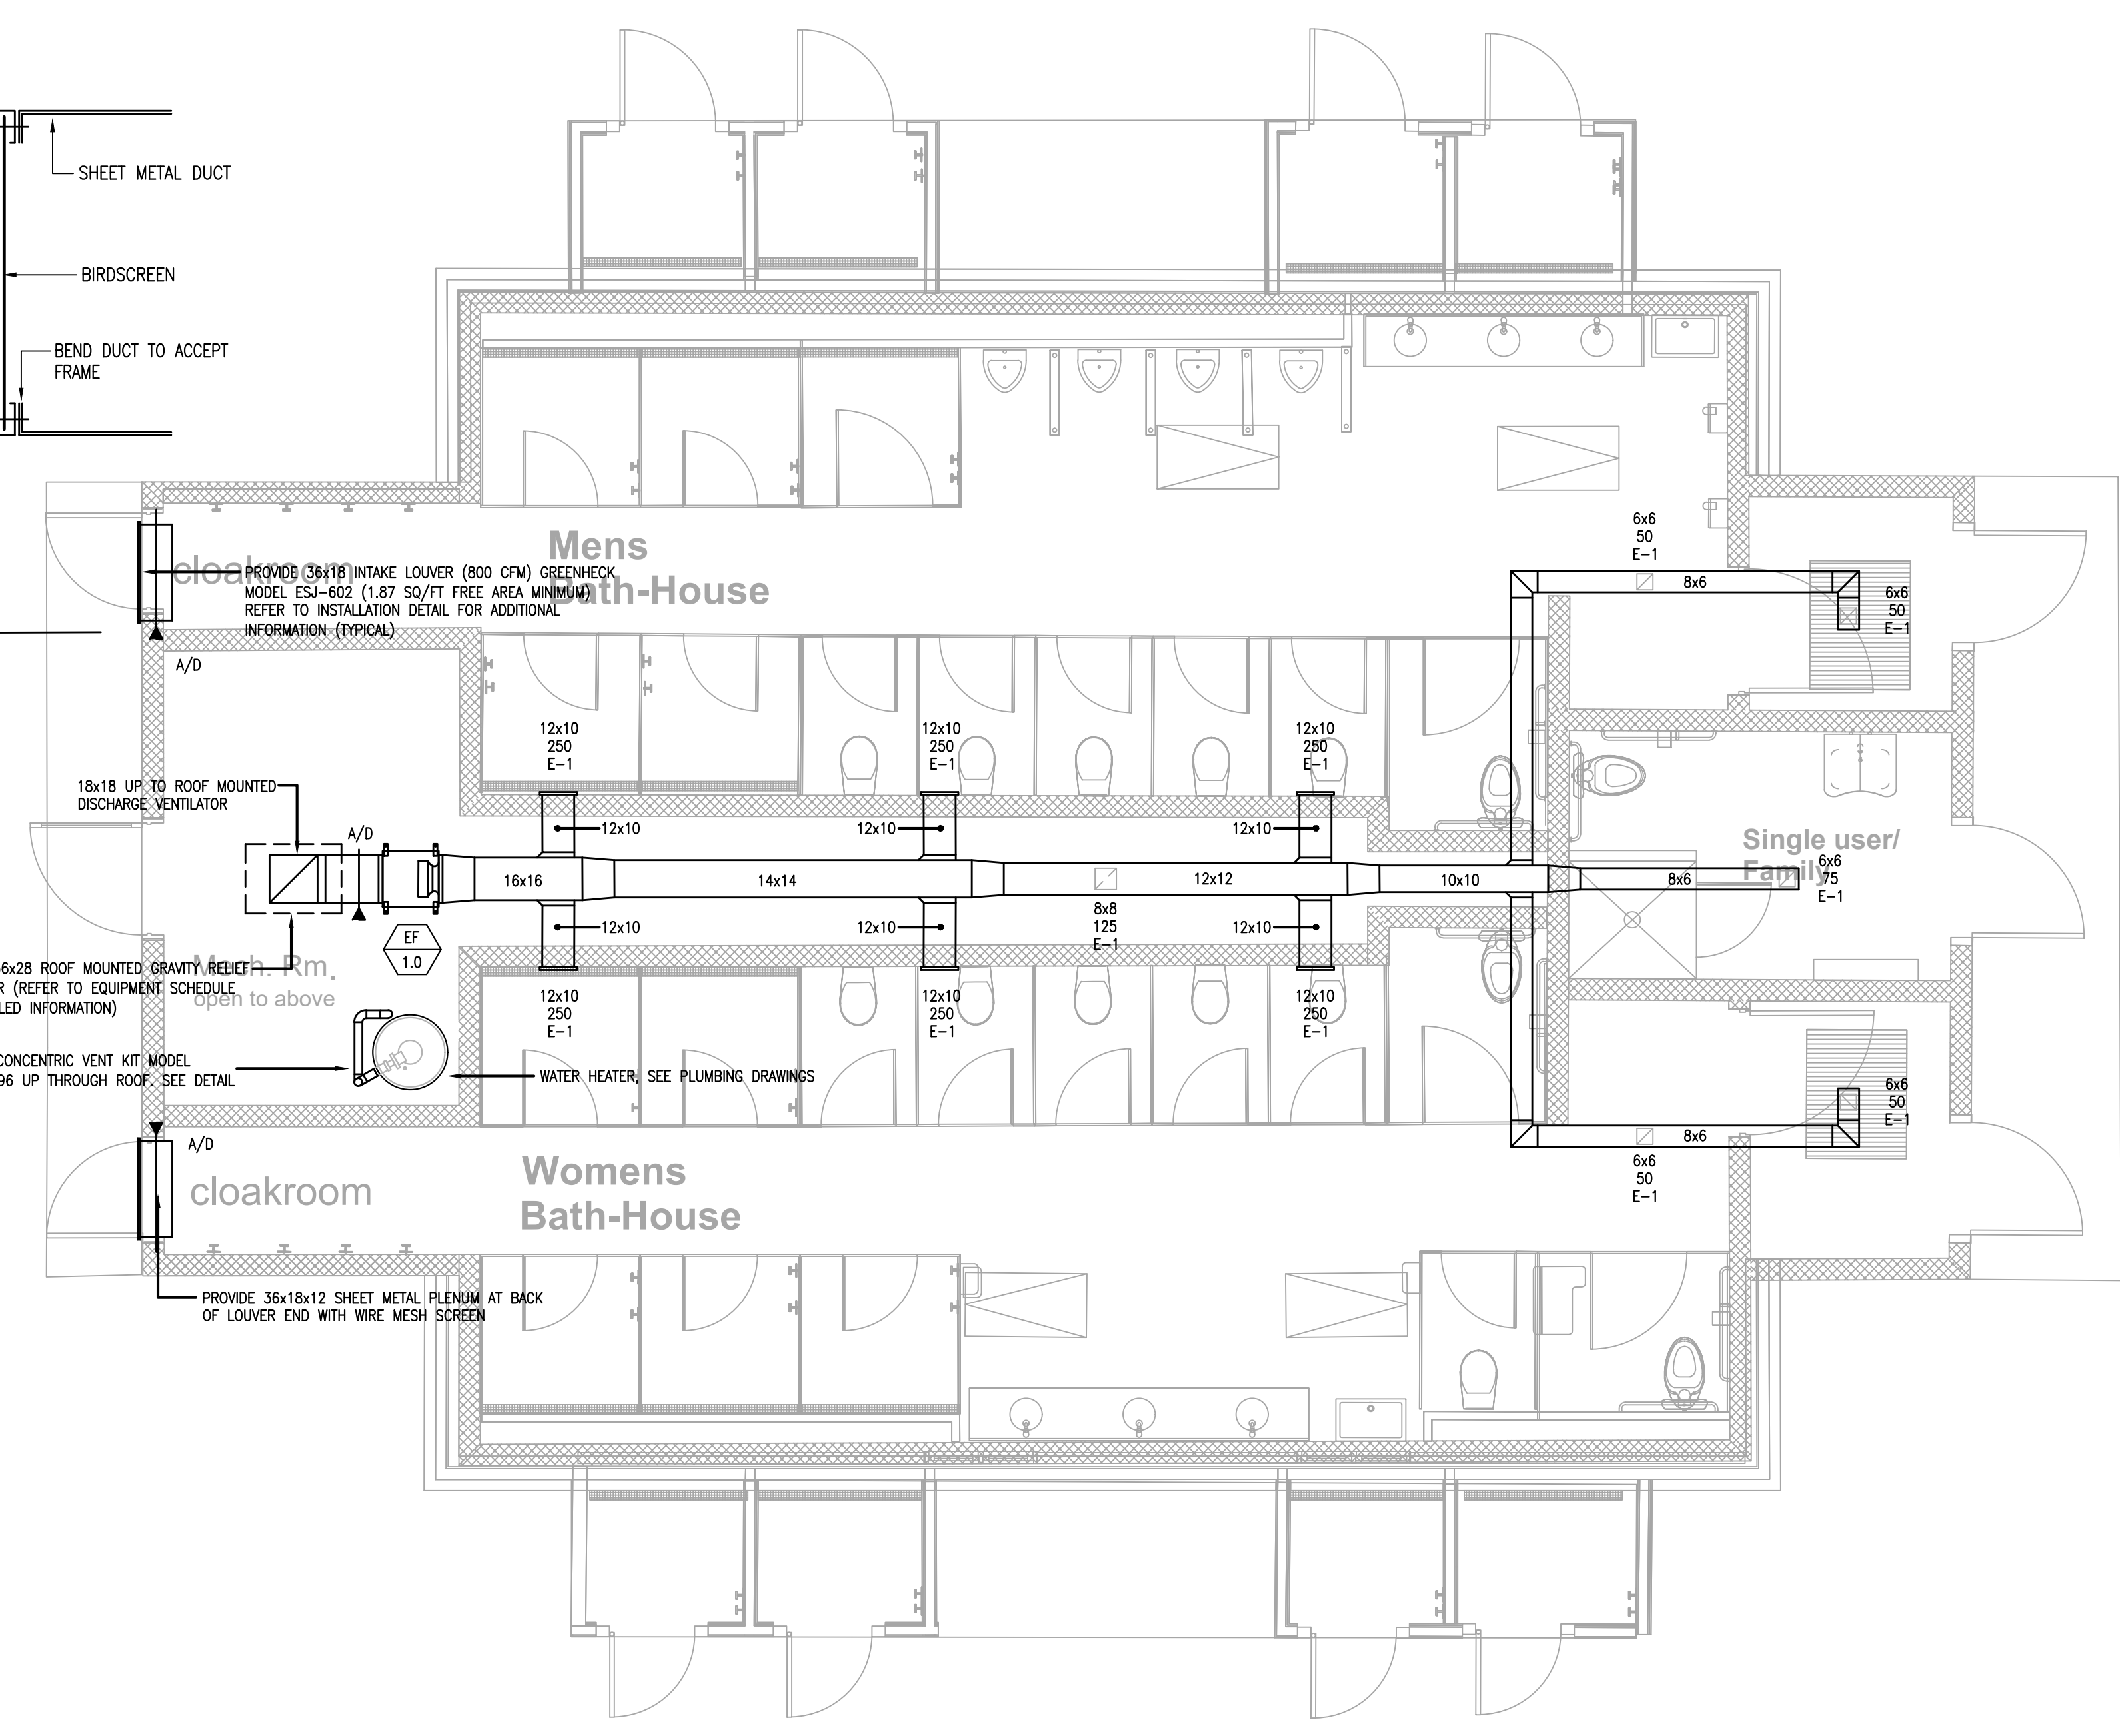 SHEET METAL DUCT
BIRDSCREEN
BEND DUCT TO ACCEPT
FRAME
Mens
Bath-House
cloakroom
PROVIDE 36x18 INTAKE LOUVER (800 CFM) GREENHECK
MODEL ESJ-602 (1.87 SQ/FT FREE AREA MINIMUM)
REFER TO INSTALLATION DETAIL FOR ADDITIONAL
INFORMATION (TYPICAL)
A/D
6x6
50
E-1
8x6
6x6
50
E-1
12x10
250
E-1
12x10
250
E-1
12x10
250
E-1
18x18 UP TO ROOF MOUNTED
DISCHARGE VENTILATOR
A/D
12x10
12x10
12x10
Single user/
Family
6x6
75
E-1
16x16
14x14
12x12
10x10
8x6
8x8
125
E-1
12x10
12x10
12x10
EF
1.0
Mech. Rm.
open to above
6x28 ROOF MOUNTED GRAVITY RELIEF
R (REFER TO EQUIPMENT SCHEDULE
LED INFORMATION)
12x10
250
E-1
12x10
250
E-1
12x10
250
E-1
CONCENTRIC VENT KIT MODEL
96 UP THROUGH ROOF. SEE DETAIL
WATER HEATER, SEE PLUMBING DRAWINGS
6x6
50
E-1
8x6
6x6
50
E-1
A/D
cloakroom
Womens
Bath-House
PROVIDE 36x18x12 SHEET METAL PLENUM AT BACK
OF LOUVER END WITH WIRE MESH SCREEN